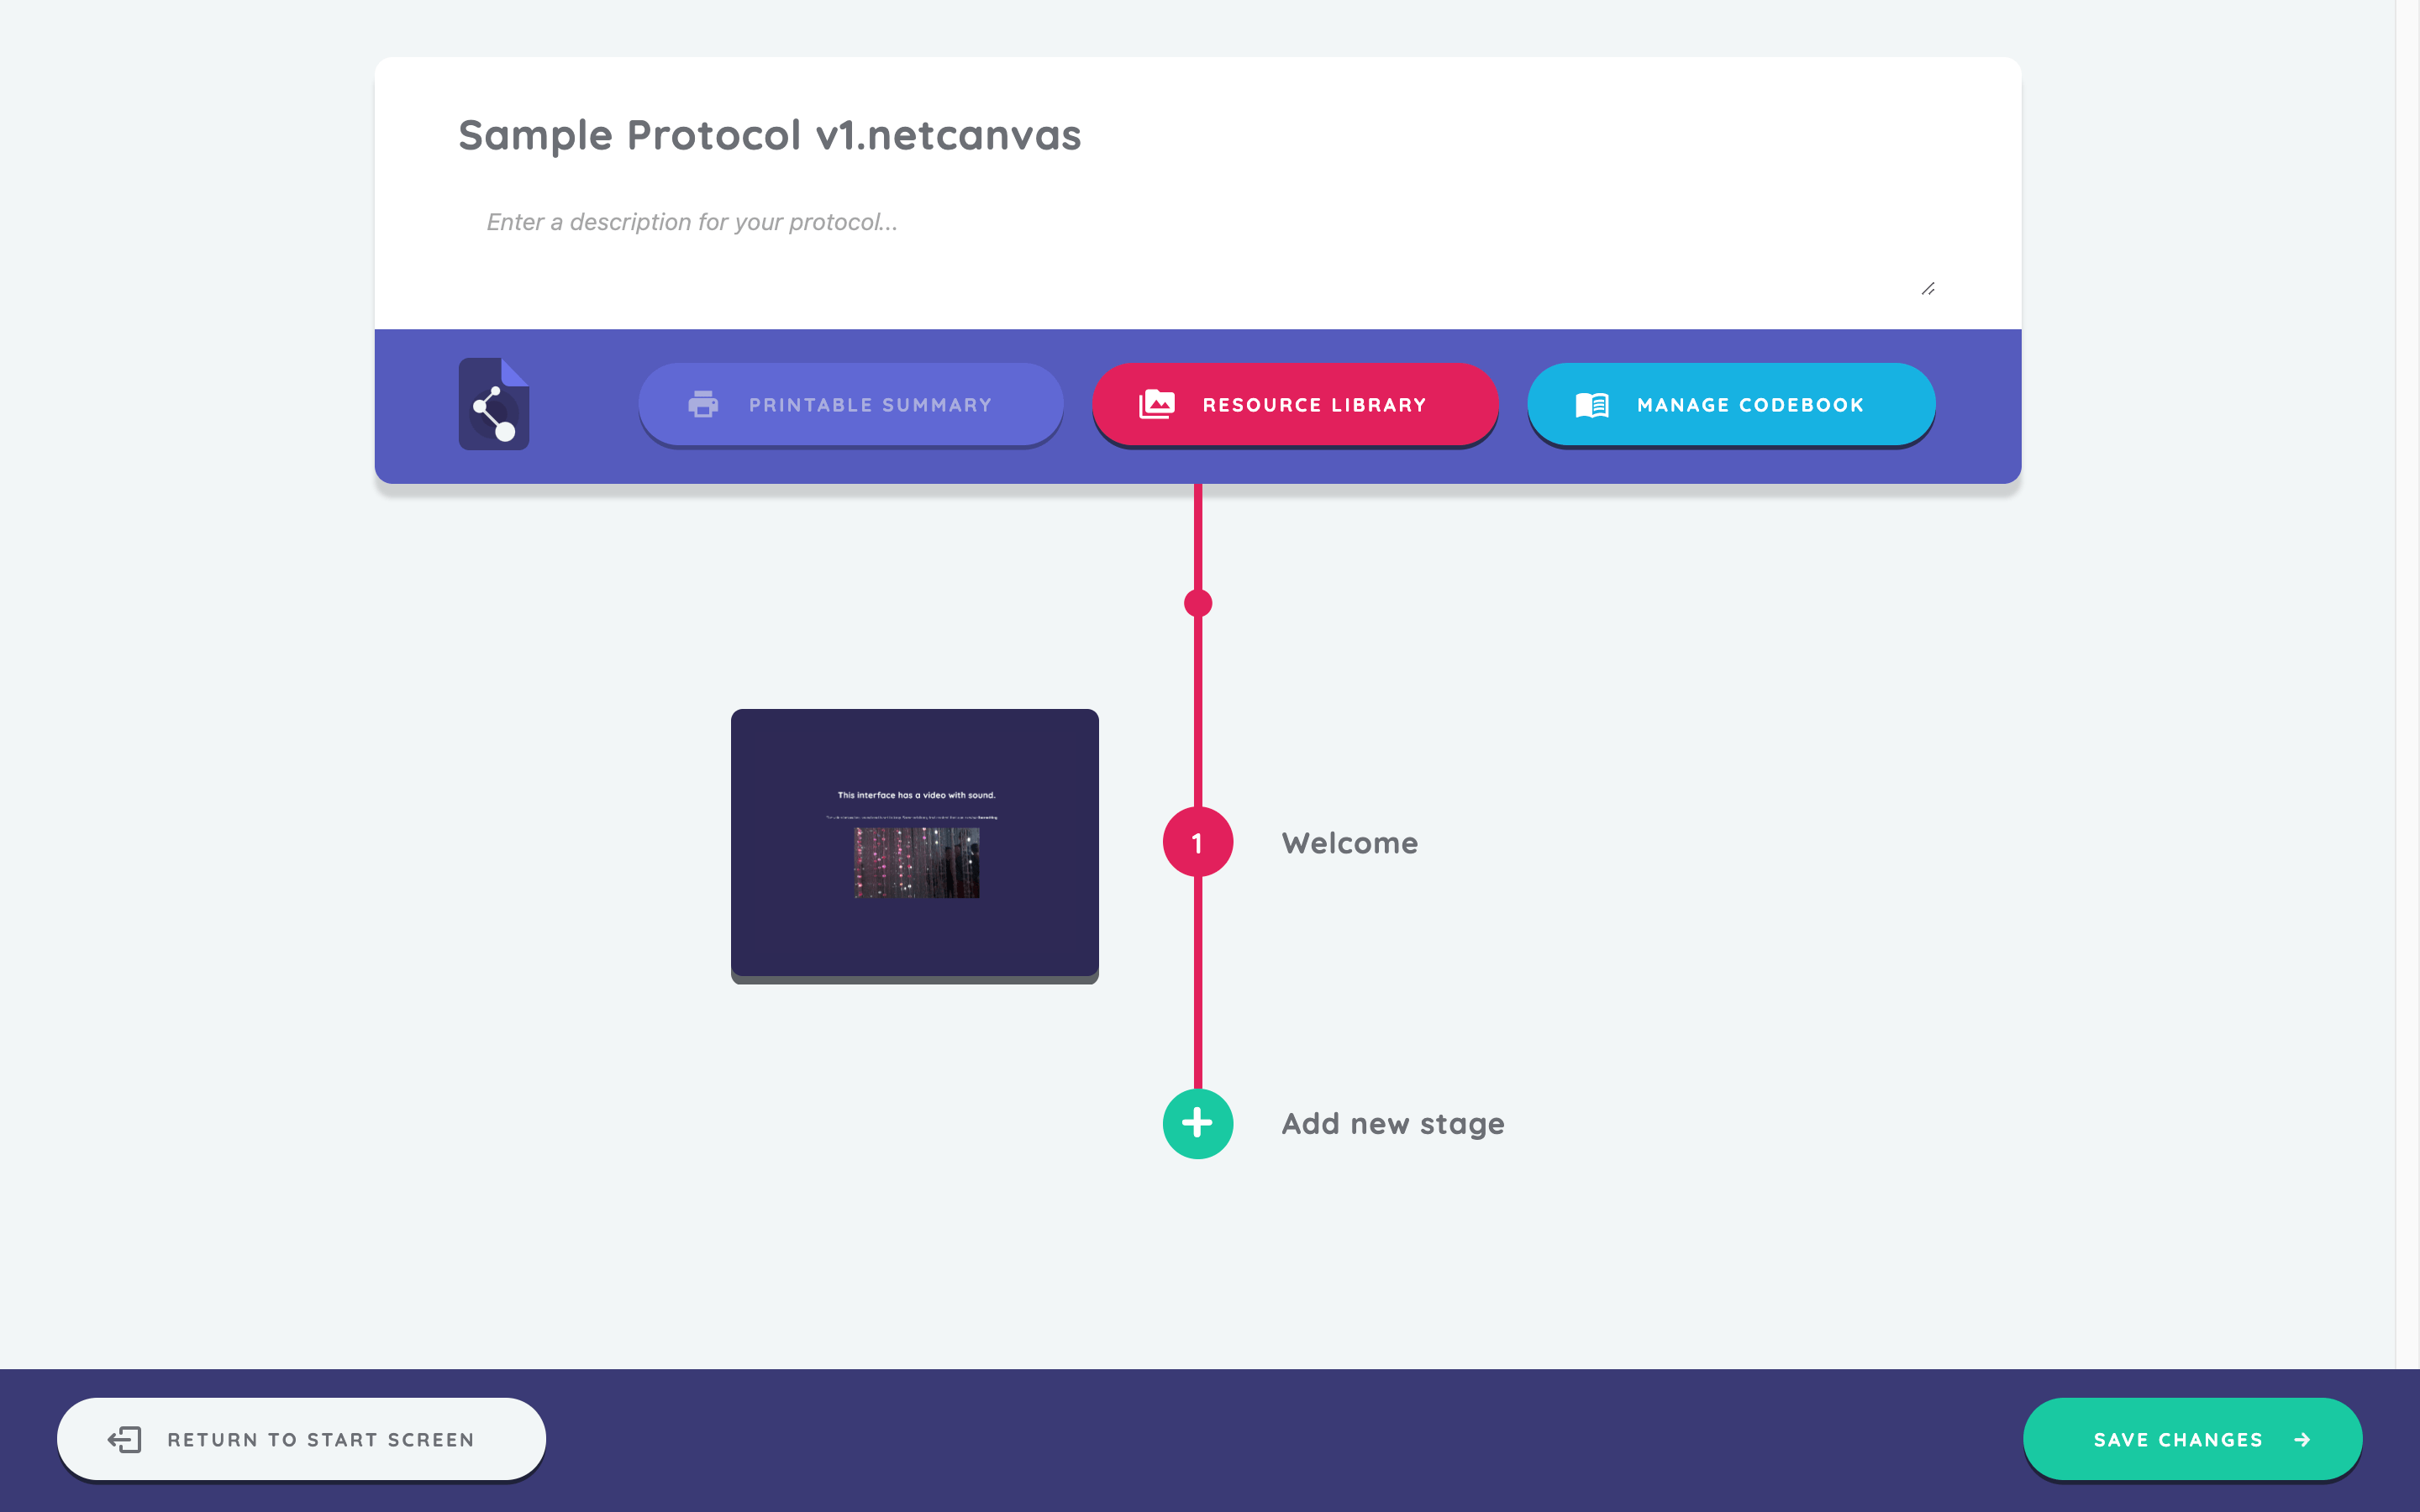 Sample Protocol v1.netcanvas
Enter a description for your protocol...
PRINTABLE SUMMARY
RESOURCE LIBRARY
MANAGE CODEBOOK
This interface has a video with sound.
1
Welcome
Add new stage
RETURN TO START SCREEN
SAVE CHANGES